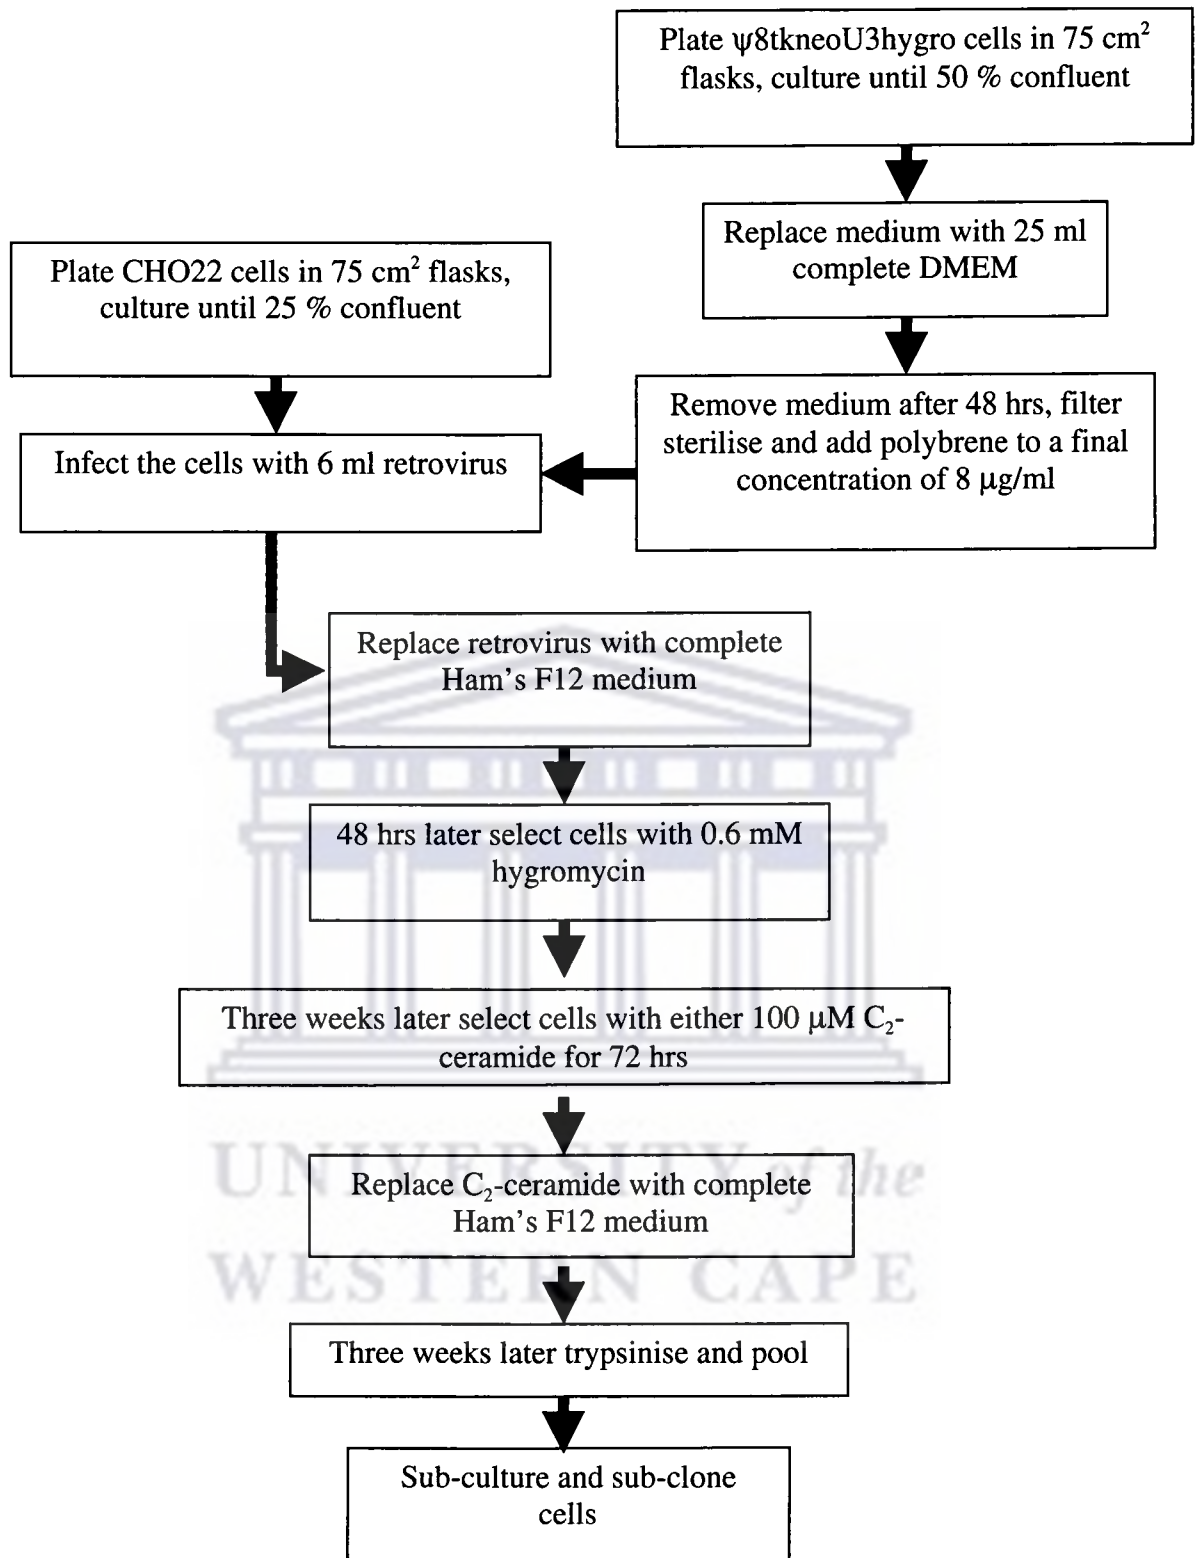 Plate ψ8tkneoU3hygro cells in 75 cm²
flasks, culture until 50 % confluent
Replace medium with 25 ml
complete DMEM
Plate CHO22 cells in 75 cm² flasks,
culture until 25 % confluent
Remove medium after 48 hrs, filter
sterilise and add polybrene to a final
concentration of 8 μg/ml
Infect the cells with 6 ml retrovirus
Replace retrovirus with complete
Ham's F12 medium
48 hrs later select cells with 0.6 mM
hygromycin
Three weeks later select cells with either 100 μM C₂-
ceramide for 72 hrs
UNIVERSITY of the
Replace C₂-ceramide with complete
Ham's F12 medium
WESTERN CAPE
Three weeks later trypsinise and pool
Sub-culture and sub-clone
cells